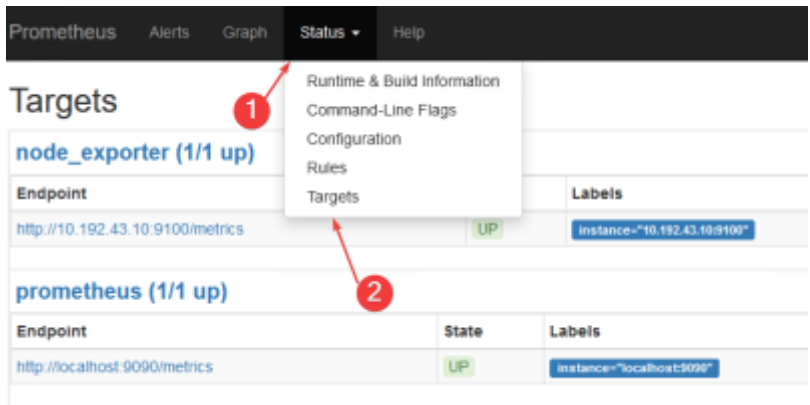 Prometheus Alerts Graph Status Help
Runtime & Build Information
Command-Line Flags
Configuration
Rules
Targets
Targets
1
node_exporter (1/1 up)
Endpoint Labels
http://10.192.43.10:9100/metrics UP instance="10.192.43.10:9100"
2
prometheus (1/1 up)
Endpoint State Labels
http://localhost:9090/metrics UP instance="localhost:9090"